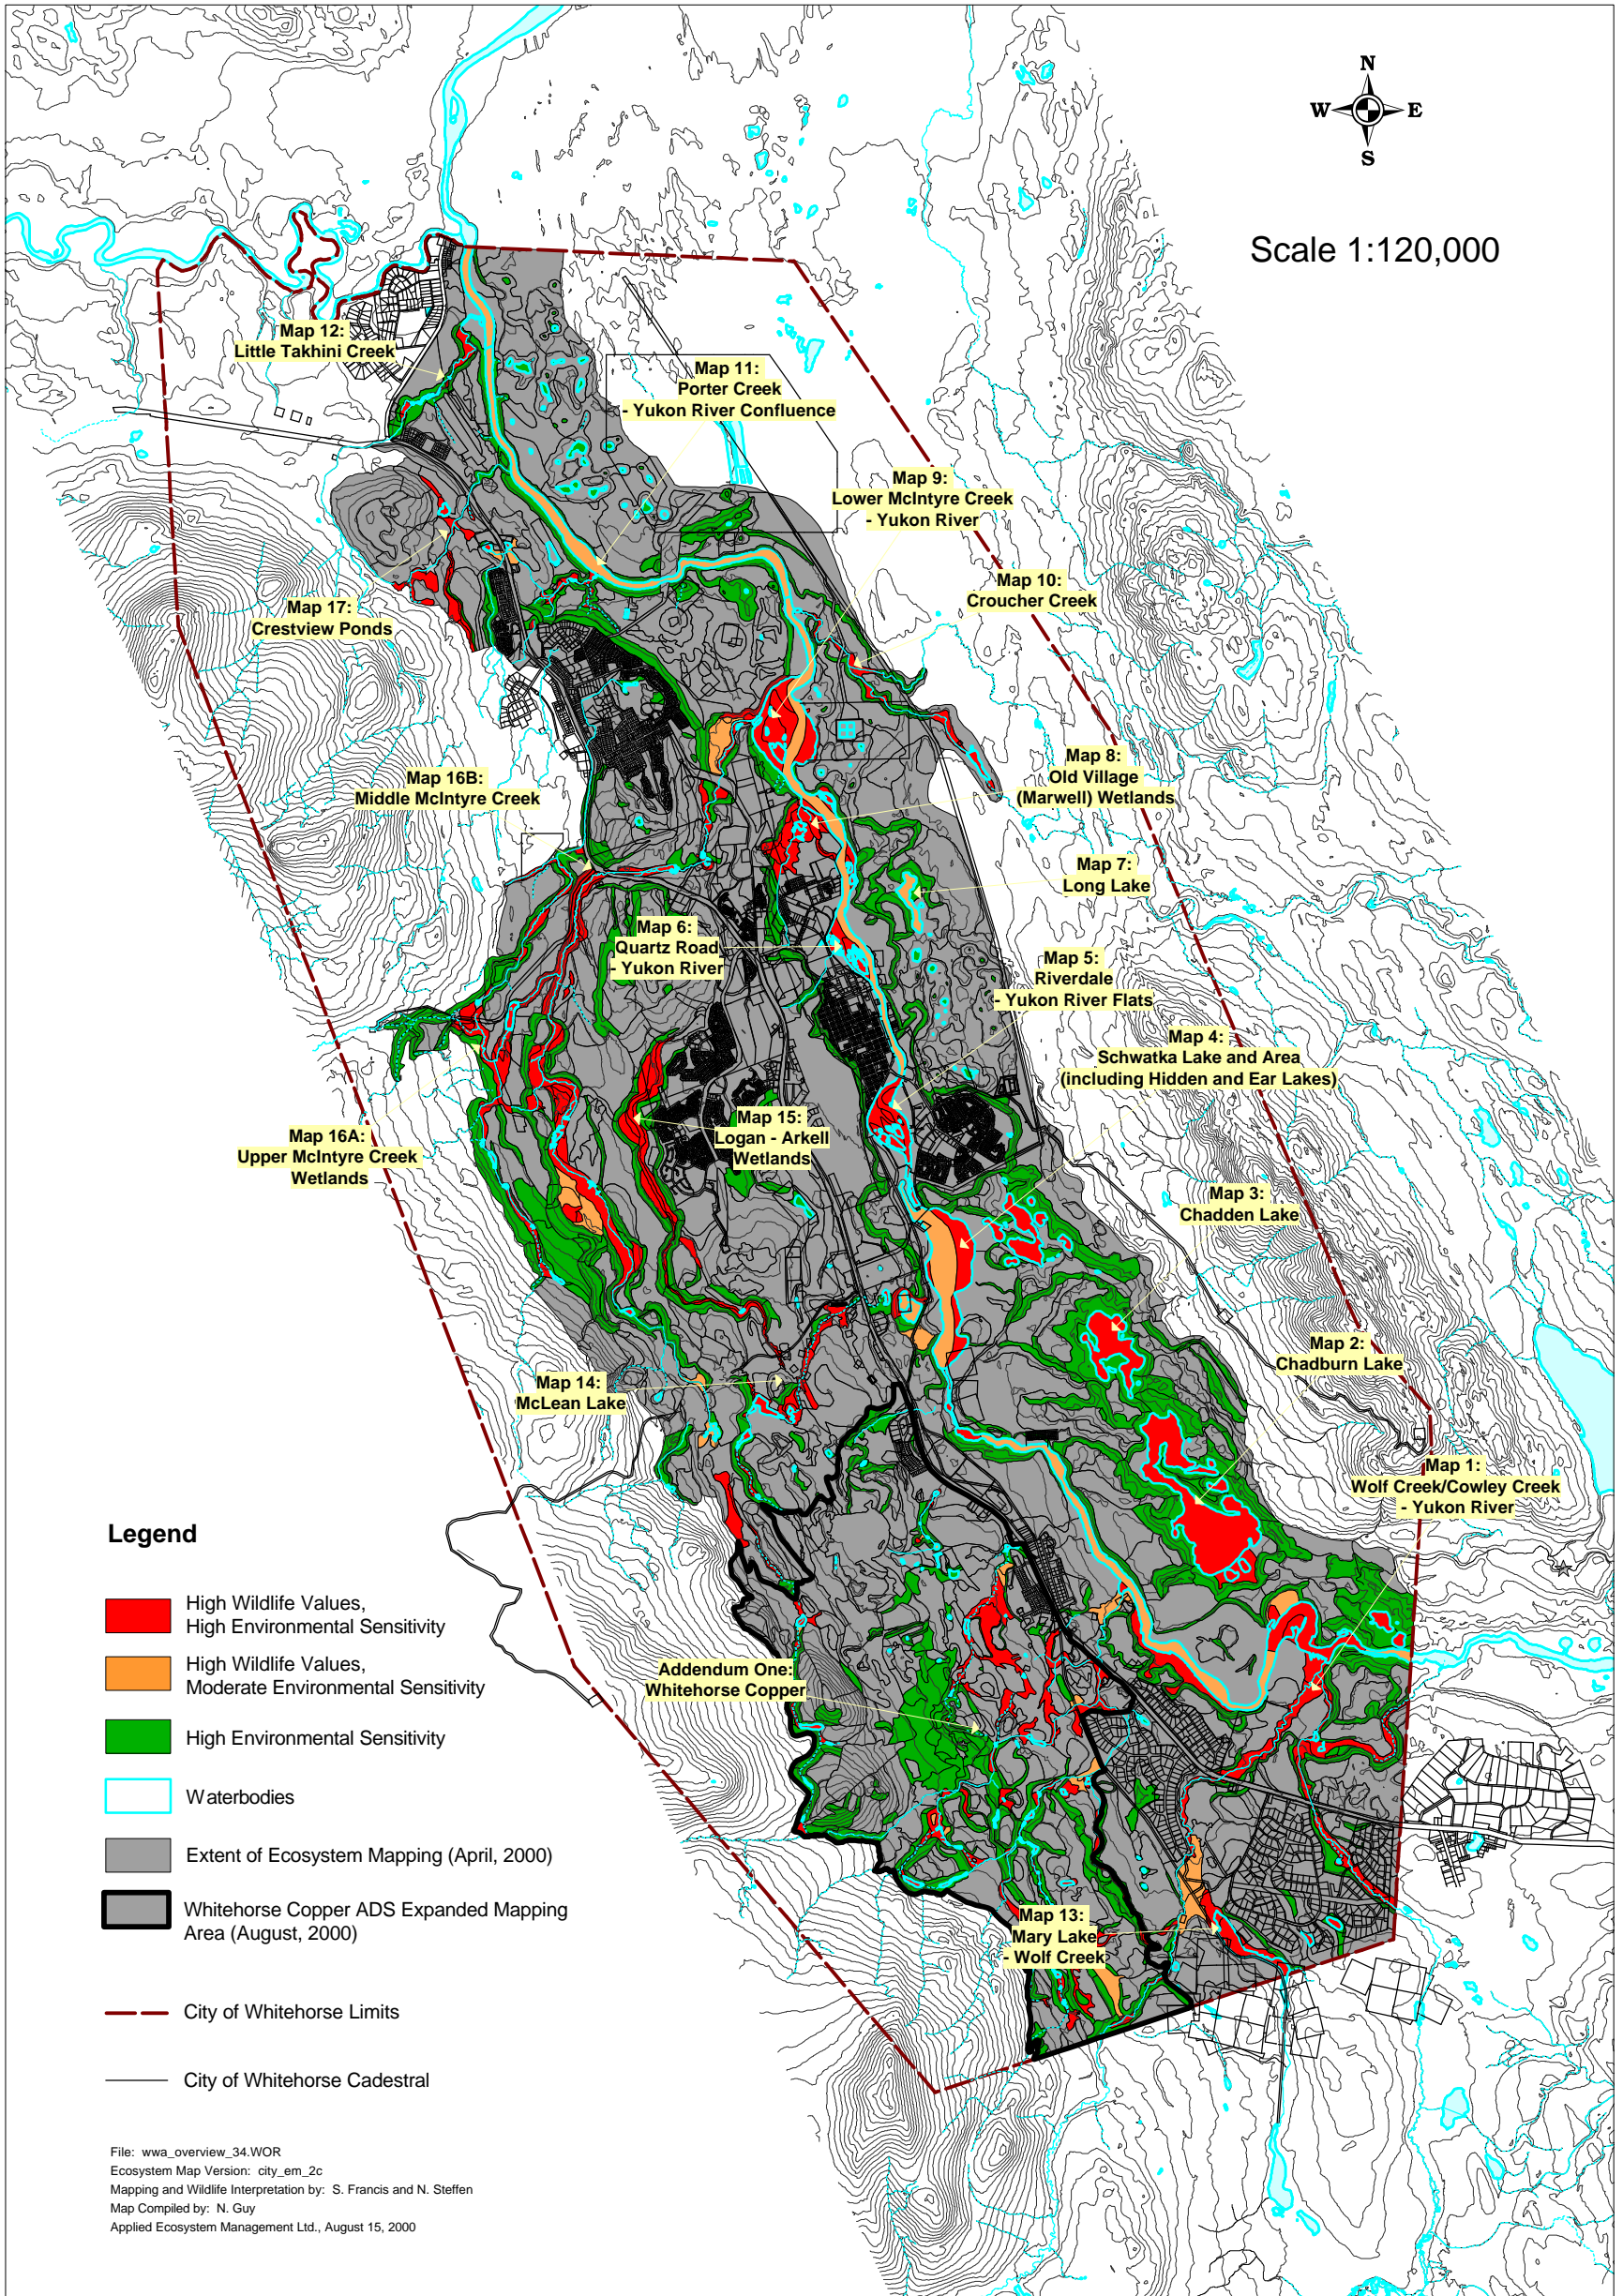 N
W
E
S
Scale 1:120,000
Map 12:
Little Takhini Creek
Map 11:
Porter Creek
- Yukon River Confluence
Map 9:
Lower McIntyre Creek
- Yukon River
Map 10:
Croucher Creek
Map 17:
Crestview Ponds
Map 8:
Old Village
(Marwell) Wetlands
Map 16B:
Middle McIntyre Creek
Map 7:
Long Lake
Map 6:
Quartz Road
- Yukon River
Map 5:
Riverdale
- Yukon River Flats
Map 4:
Schwatka Lake and Area
(including Hidden and Ear Lakes)
Map 15:
Logan - Arkell
Wetlands
Map 16A:
Upper McIntyre Creek
Wetlands
Map 3:
Chadden Lake
Map 2:
Chadburn Lake
Map 14:
McLean Lake
Map 1:
Wolf Creek/Cowley Creek
- Yukon River
Addendum One:
Whitehorse Copper
Map 13:
Mary Lake
- Wolf Creek
Legend
High Wildlife Values,
High Environmental Sensitivity
High Wildlife Values,
Moderate Environmental Sensitivity
High Environmental Sensitivity
Waterbodies
Extent of Ecosystem Mapping (April, 2000)
Whitehorse Copper ADS Expanded Mapping
Area (August, 2000)
City of Whitehorse Limits
City of Whitehorse Cadestral
File: wwa_overview_34.WOR
Ecosystem Map Version: city_em_2c
Mapping and Wildlife Interpretation by: S. Francis and N. Steffen
Map Compiled by: N. Guy
Applied Ecosystem Management Ltd., August 15, 2000